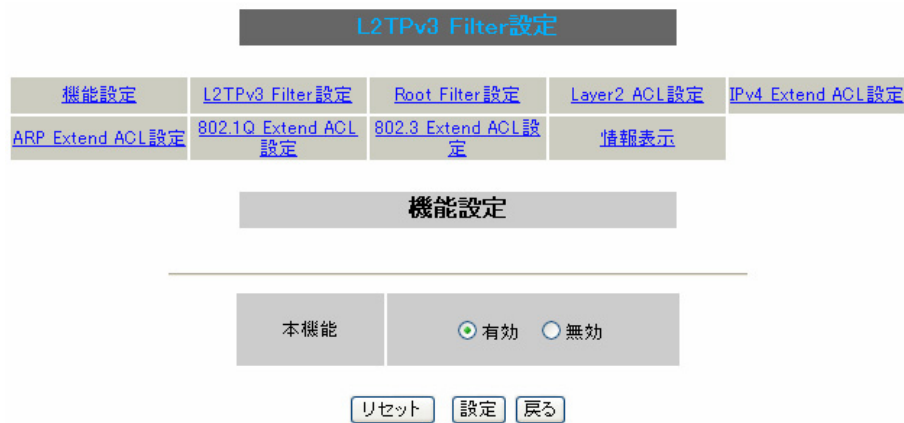 L2TPv3 Filter設定
機能設定 L2TPv3 Filter設定 Root Filter設定 Layer2 ACL設定 IPv4 Extend ACL設定
ARP Extend ACL設定 802.1Q Extend ACL設定 802.3 Extend ACL設定 情報表示
機能設定
本機能 有効 無効
リセット 設定 戻る